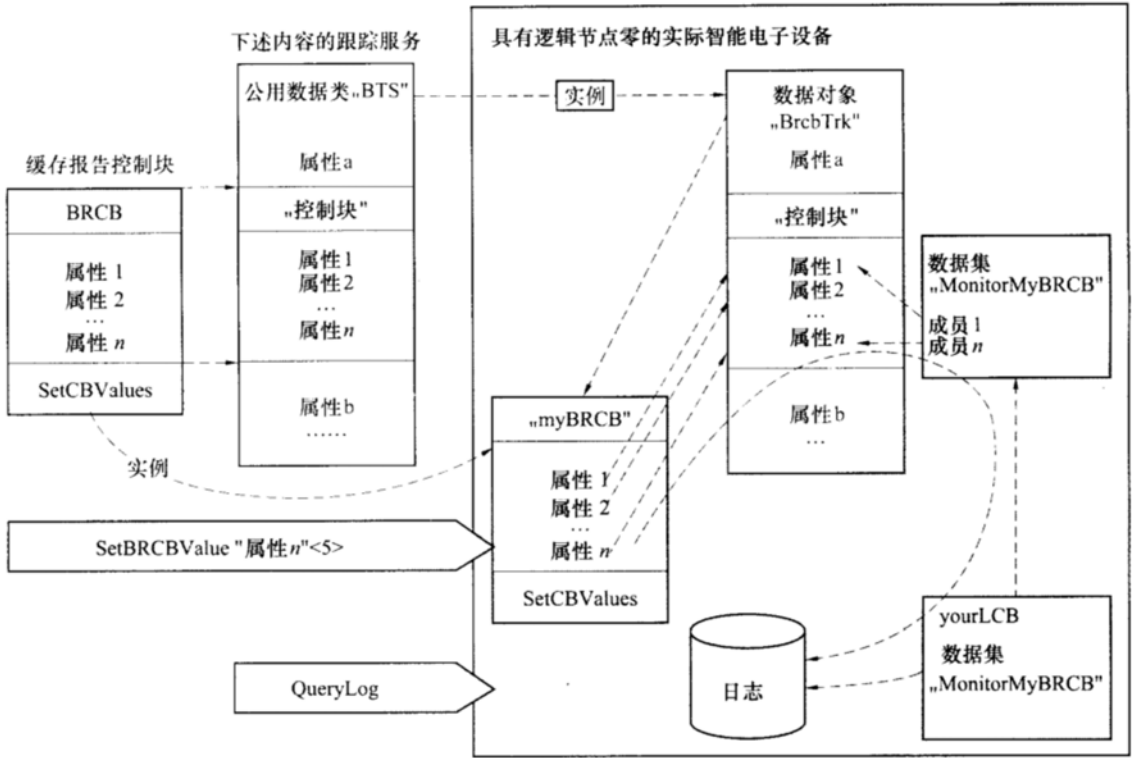 下述内容的跟踪服务
公用数据类„BTS"
属性a
„控制块"
属性1
属性2
…
属性n
属性b
……
缓存报告控制块
BRCB
属性 1
属性 2
…
属性 n
SetCBValues
实例
SetBRCBValue "属性n"<5>
QueryLog
具有逻辑节点零的实际智能电子设备
实例
数据对象
„BrcbTrk"
属性a
„控制块"
属性1
属性2
…
属性n
属性b
…
„myBRCB"
属性 1
属性 2
…
属性 n
SetCBValues
数据集
„MonitorMyBRCB"
成员1
成员n
日志
yourLCB
数据集
„MonitorMyBRCB"